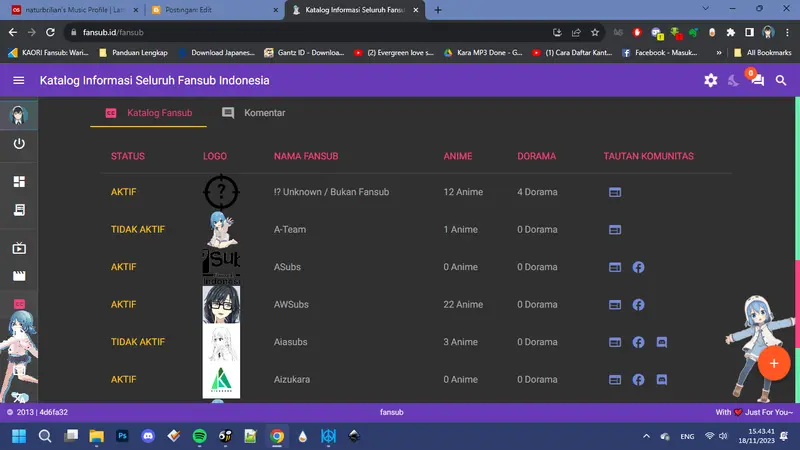 naturbrilian's Music Profile | Las
Postingan: Edit
Katalog Informasi Seluruh Fansub
fansub.id/fansub
KAORI Fansub: Wari...
Panduan Lengkap
Download Japanes...
Gantz ID - Downloa...
(2) Evergreen love s...
Kara MP3 Done - G...
(1) Cara Daftar Kant...
Facebook - Masuk...
»
All Bookmarks
Katalog Informasi Seluruh Fansub Indonesia
0
Katalog Fansub
Komentar
STATUS LOGO NAMA FANSUB ANIME DORAMA TAUTAN KOMUNITAS
AKTIF ? !? Unknown / Bukan Fansub 12 Anime 4 Dorama
TIDAK AKTIF A-Team 1 Anime 0 Dorama
AKTIF ASubs 0 Anime 0 Dorama
AKTIF AWSubs 22 Anime 0 Dorama
TIDAK AKTIF Aiasubs 3 Anime 0 Dorama
AKTIF Aizukara 0 Anime 0 Dorama
+
© 2013 | 4d6fa32
fansub
With ❤ Just For You~
ENG
15.43.41
18/11/2023